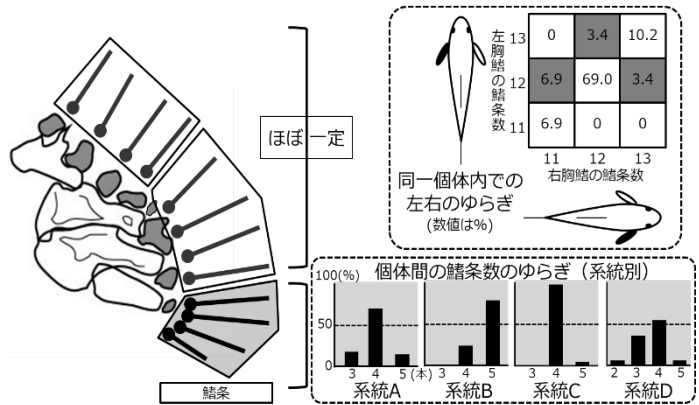 ほぼ一定
鰭条
左胸鰭の鰭条数
13
12
11
0
3.4
10.2
6.9
69.0
3.4
6.9
0
0
11
12
13
右胸鰭の鰭条数
同一個体内での
左右のゆらぎ
(数値は%)
個体間の鰭条数のゆらぎ（系統別）
100(%)
50
3 4 5 (本)
系統A
3 4 5
系統B
3 4 5
系統C
2 3 4 5
系統D